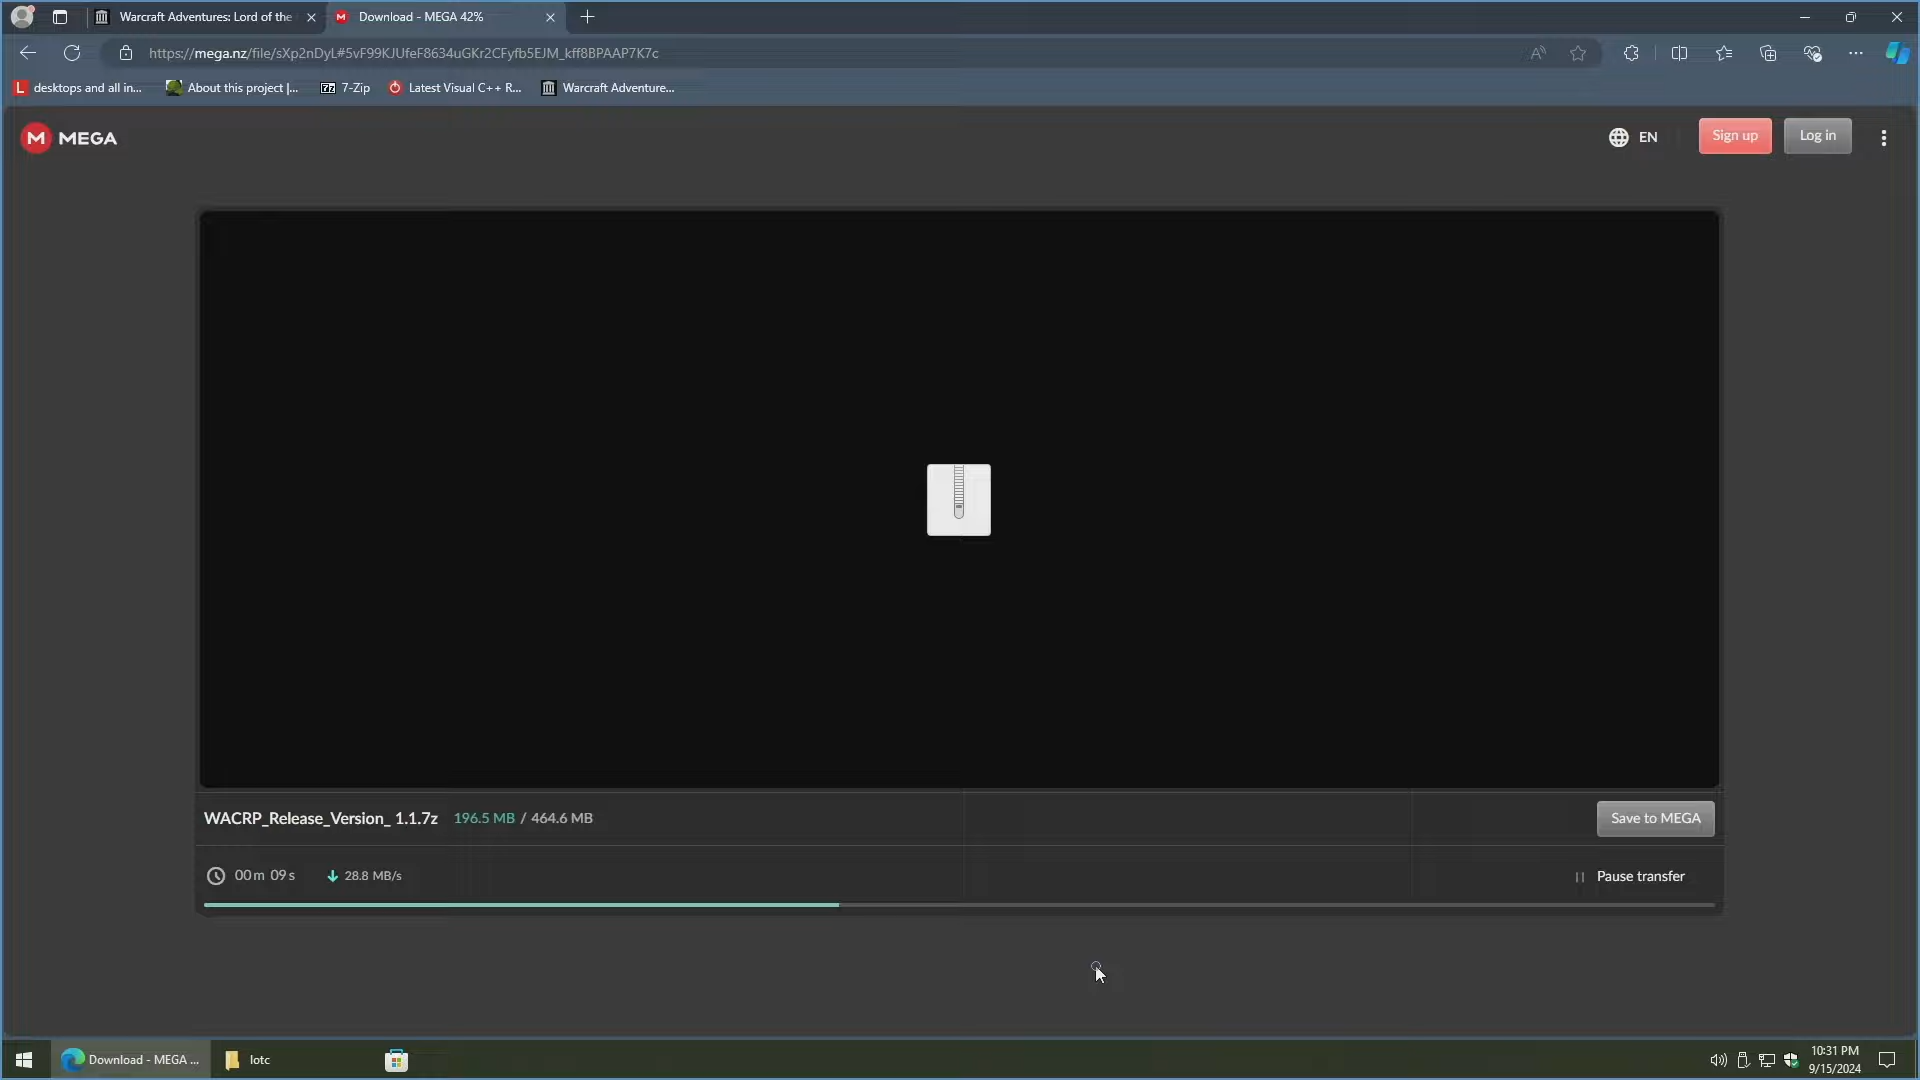 Warcraft Adventures: Lord of the
Download - MEGA 42%
https://mega.nz/file/sXp2nDyL#5vF99KJUfeF8634uGKr2CFyfb5EJM_kff8BPAAP7K7c
desktops and all in...
About this project |...
7-Zip
Latest Visual C++ R...
Warcraft Adventure...
MEGA
EN
Sign up
Log in
WACRP_Release_Version_ 1.1.7z 196.5 MB / 464.6 MB
Save to MEGA
00 m 09 s 28.8 MB/s
Pause transfer
Download - MEGA ...
lotc
10:31 PM
9/15/2024